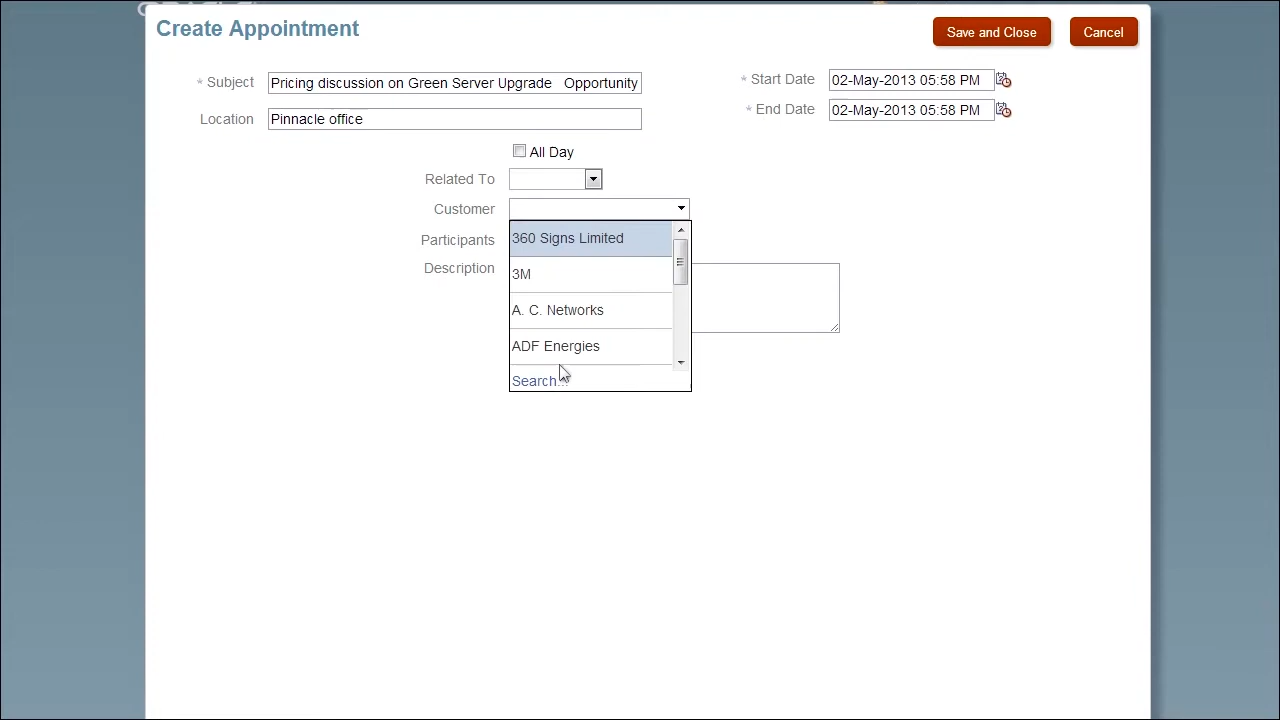 Create Appointment
Save and Close
Cancel
* Subject
Pricing discussion on Green Server Upgrade   Opportunity
* Start Date
02-May-2013 05:58 PM
* End Date
02-May-2013 05:58 PM
Location
Pinnacle office
All Day
Related To
Customer
Participants
Description
360 Signs Limited
3M
A. C. Networks
ADF Energies
Search...